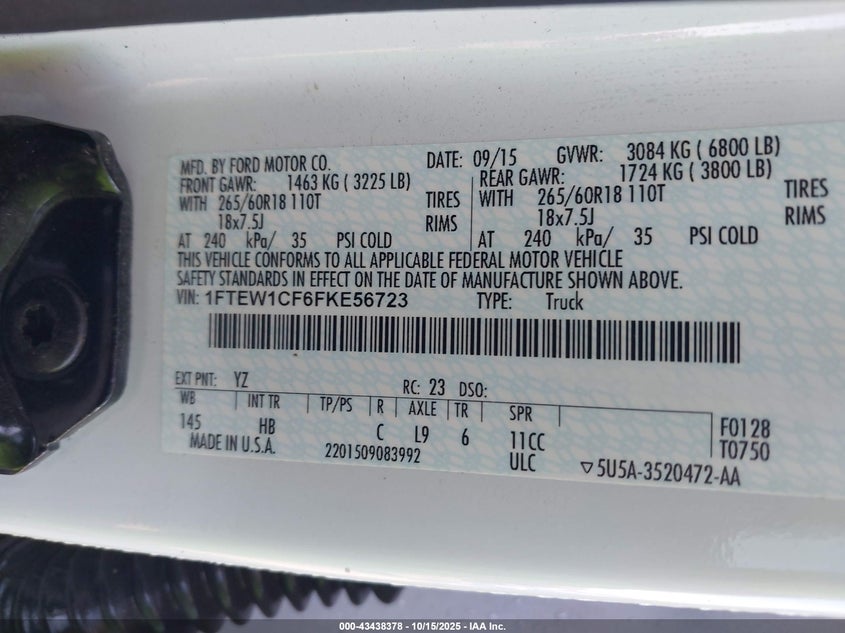 MFD. BY FORD MOTOR CO. DATE: 09/15 GVWR: 3084 KG ( 6800 LB)
FRONT GAWR: 1463 KG ( 3225 LB) REAR GAWR: 1724 KG ( 3800 LB)
WITH 265/60R18 110T TIRES WITH 265/60R18 110T TIRES
18x7.5J RIMS 18x7.5J RIMS
AT 240 kPa/ 35 PSI COLD AT 240 kPa/ 35 PSI COLD
THIS VEHICLE CONFORMS TO ALL APPLICABLE FEDERAL MOTOR VEHICLE
SAFETY STANDARDS IN EFFECT ON THE DATE OF MANUFACTURE SHOWN ABOVE.
VIN: 1FTEW1CF6FKE56723 TYPE: Truck
EXT PNT: YZ RC: 23 DSO:
WB INT TR TP/PS R AXLE TR SPR
145 HB C L9 6 11CC F0128
MADE IN U.S.A. 2201509083992 ULC ▽5U5A-3520472-AA T0750
000-43438378 - 10/15/2025 - IAA Inc.